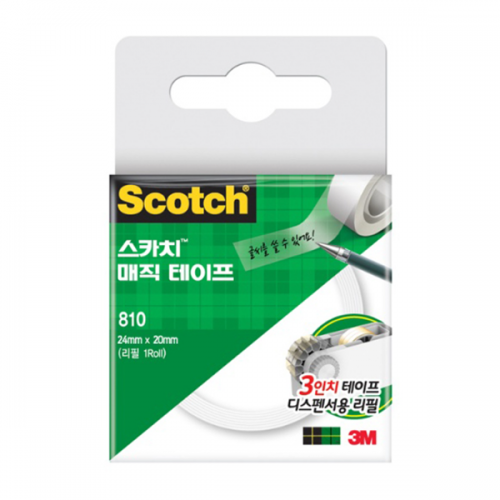 Scotch
스카치™
매직 테이프
글씨를 쓸 수 있어요!
810
24mm x 20mm
(리필 1Roll)
3인치 테이프
디스펜서용 리필
3M